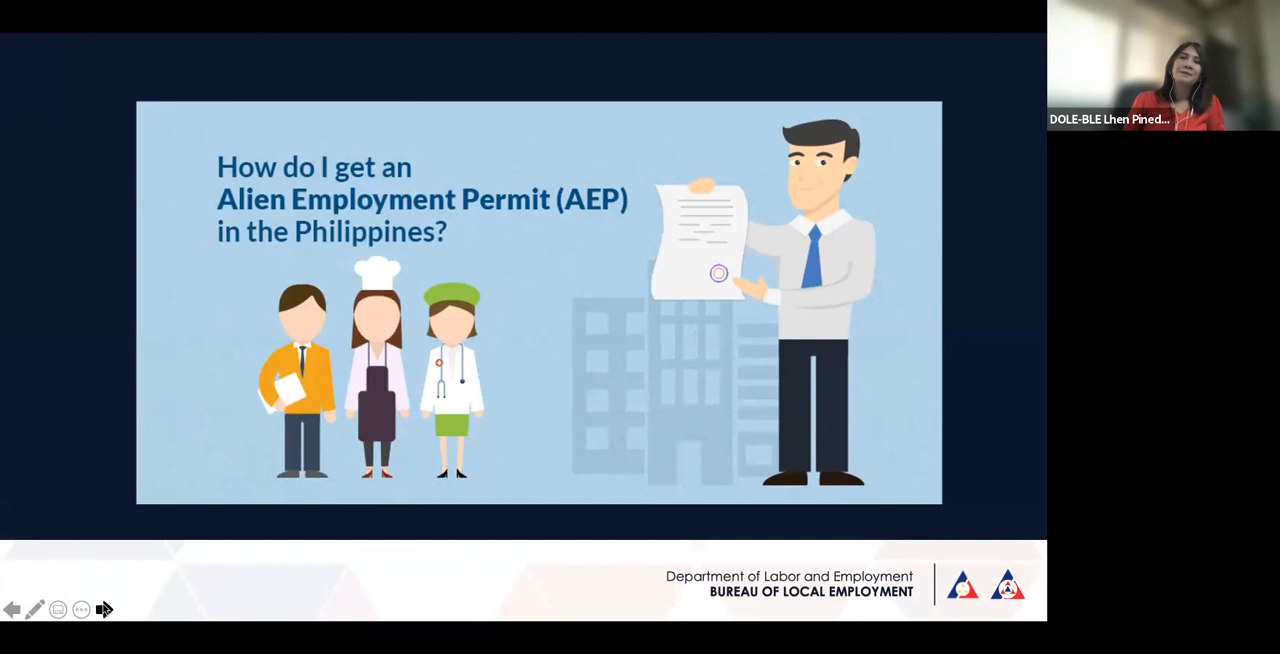 How do I get an
Alien Employment Permit (AEP)
in the Philippines?
DOLE-BLE Lhen Pined...
Department of Labor and Employment
BUREAU OF LOCAL EMPLOYMENT